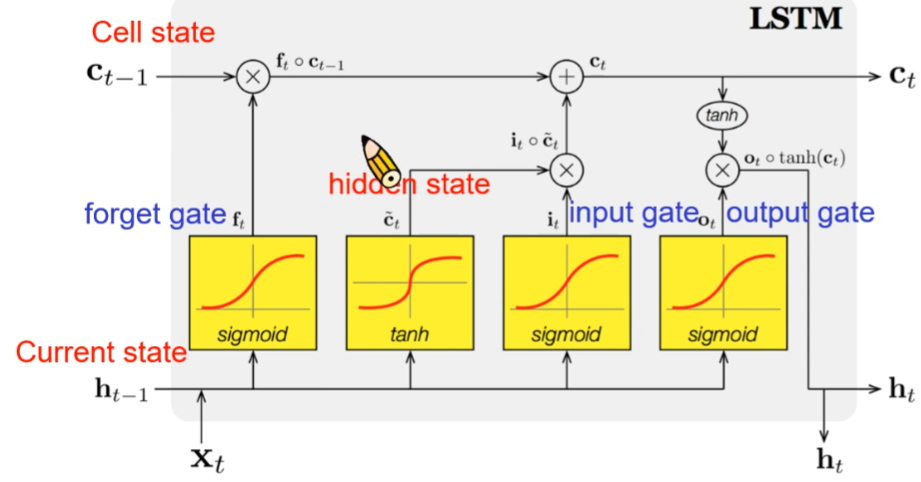 LSTM
Cell state
c_{t−1}
f_t ∘ c_{t−1}
c_t
c_t
tanh
i_t ∘ c̃_t
o_t ∘ tanh(c_t)
hidden state
forget gate f_t
c̃_t
i_t input gate
o_t output gate
sigmoid
tanh
sigmoid
sigmoid
Current state
h_{t−1}
h_t
x_t
h_t